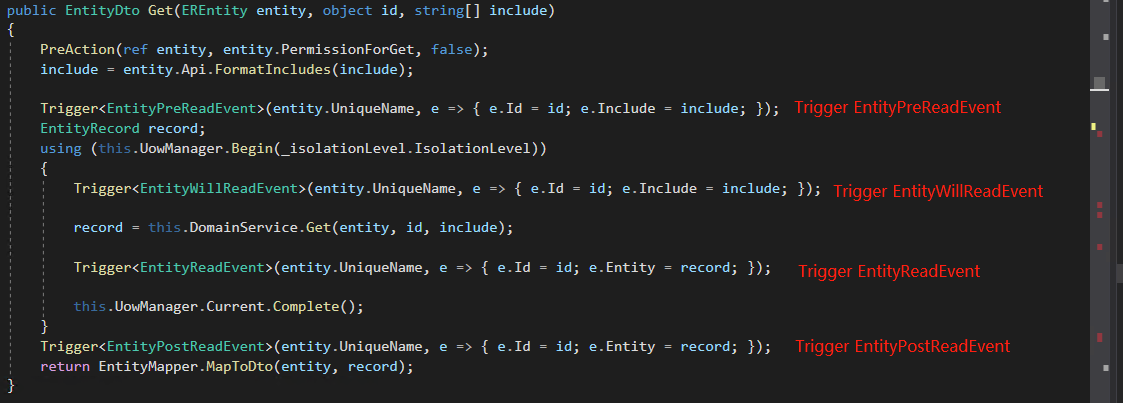 public EntityDto Get(EREntity entity, object id, string[] include)
{
PreAction(ref entity, entity.PermissionForGet, false);
include = entity.Api.FormatIncludes(include);
Trigger<EntityPreReadEvent>(entity.UniqueName, e => { e.Id = id; e.Include = include; }); Trigger EntityPreReadEvent
EntityRecord record;
using (this.UowManager.Begin(_isolationLevel.IsolationLevel))
{
Trigger<EntityWillReadEvent>(entity.UniqueName, e => { e.Id = id; e.Include = include; }); Trigger EntityWillReadEvent
record = this.DomainService.Get(entity, id, include);
Trigger<EntityReadEvent>(entity.UniqueName, e => { e.Id = id; e.Entity = record; }); Trigger EntityReadEvent
this.UowManager.Current.Complete();
}
Trigger<EntityPostReadEvent>(entity.UniqueName, e => { e.Id = id; e.Entity = record; }); Trigger EntityPostReadEvent
return EntityMapper.MapToDto(entity, record);
}